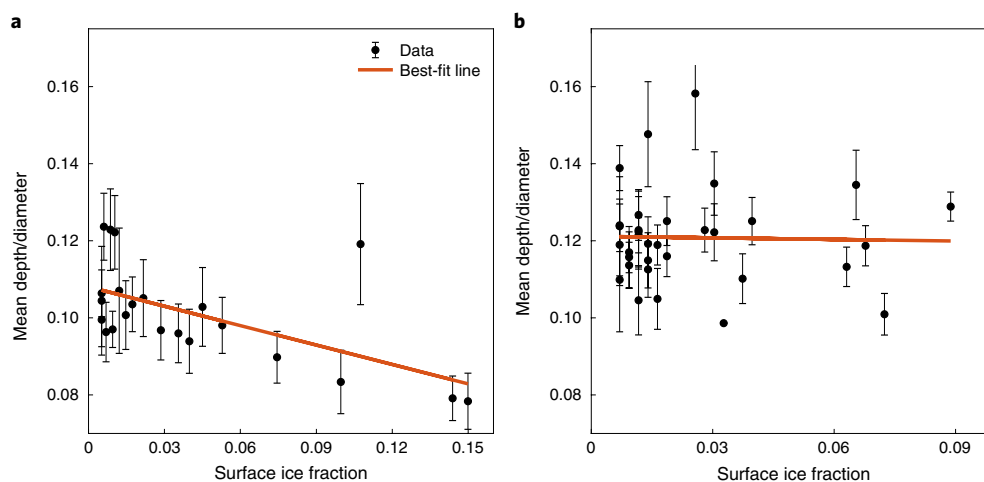 a
Data
Best-fit line
0.16
0.14
0.12
0.10
0.08
Mean depth/diameter
0
0.03
0.06
0.09
0.12
0.15
Surface ice fraction
b
0.16
0.14
0.12
0.10
0.08
Mean depth/diameter
0
0.03
0.06
0.09
Surface ice fraction